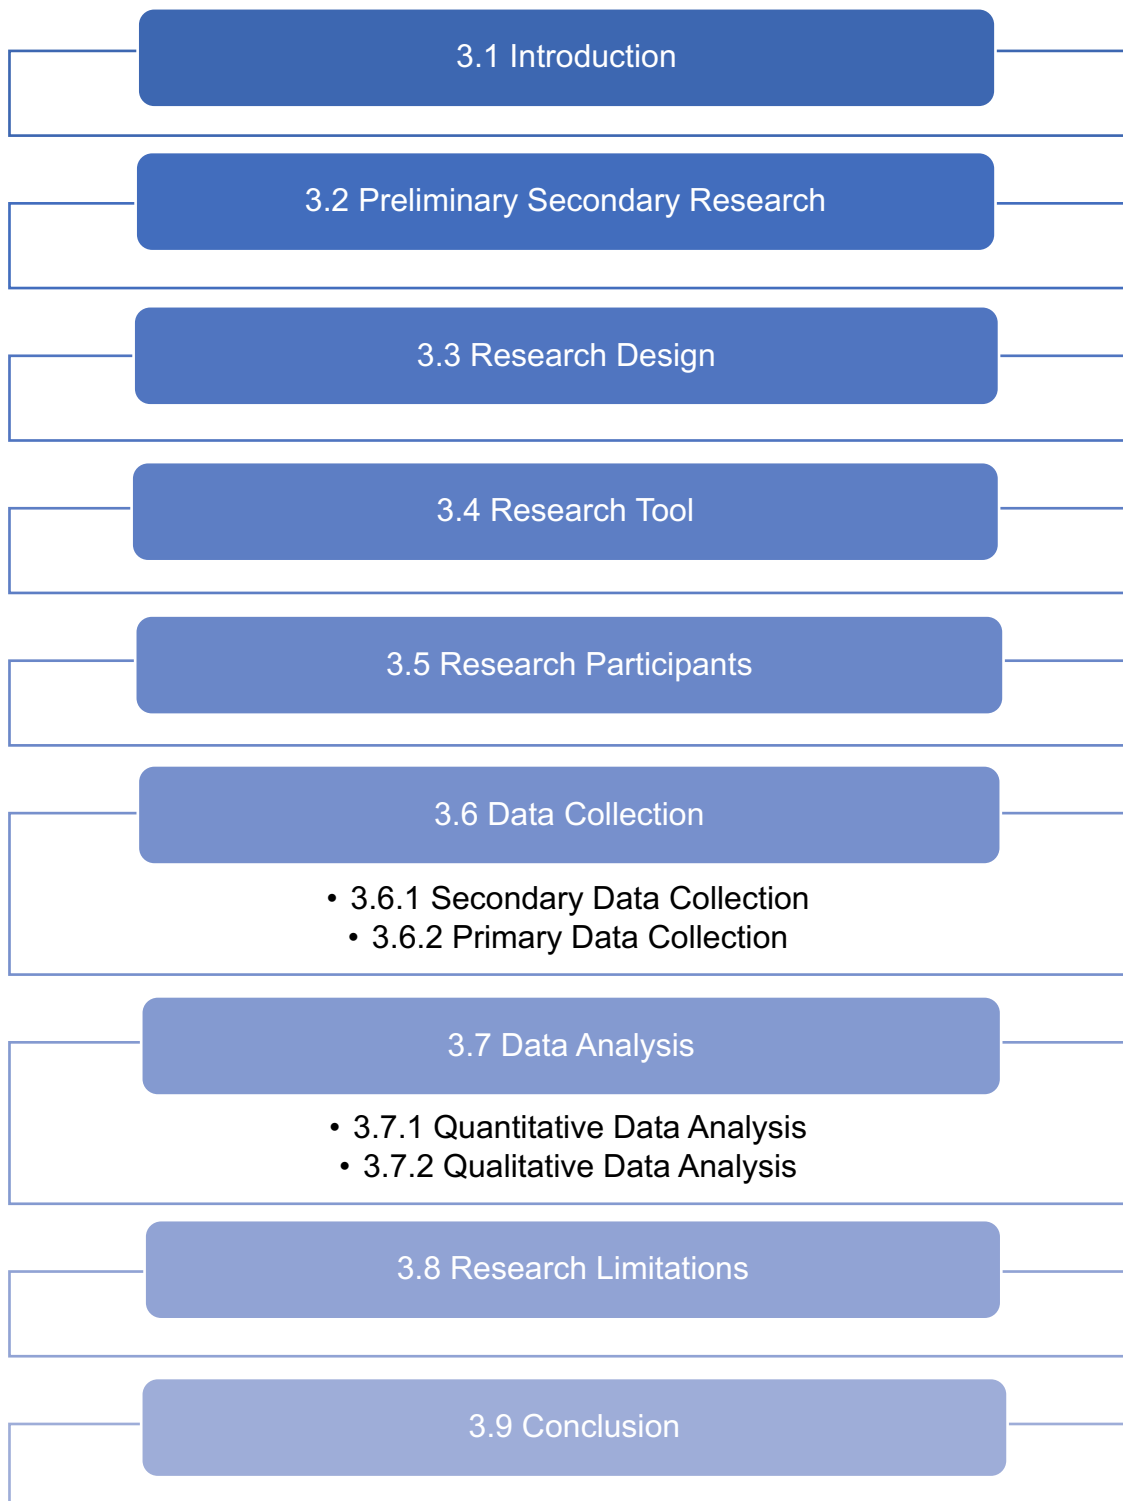 3.1 Introduction
3.2 Preliminary Secondary Research
3.3 Research Design
3.4 Research Tool
3.5 Research Participants
3.6 Data Collection
• 3.6.1 Secondary Data Collection
• 3.6.2 Primary Data Collection
3.7 Data Analysis
• 3.7.1 Quantitative Data Analysis
• 3.7.2 Qualitative Data Analysis
3.8 Research Limitations
3.9 Conclusion